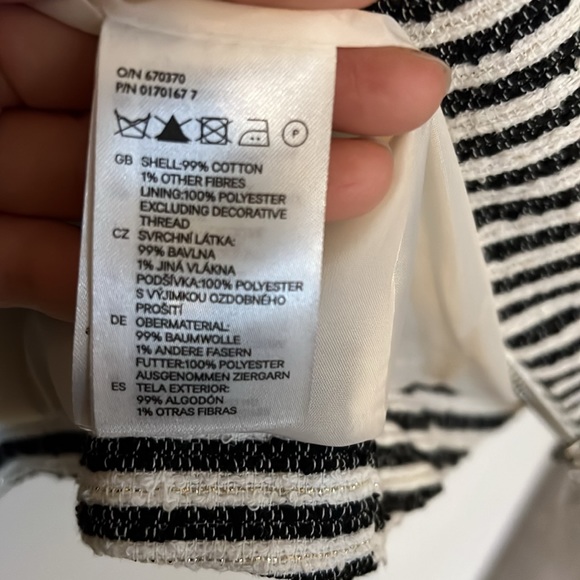 O/N 670370
P/N 0170167 7
P
GB SHELL:99% COTTON
1% OTHER FIBRES
LINING:100% POLYESTER
EXCLUDING DECORATIVE
THREAD
CZ SVRCHNÍ LÁTKA:
99% BAVLNA
1% JINÁ VLÁKNA
PODŠÍVKA:100% POLYESTER
S VÝJIMKOU OZDOBNÉHO
PROŠITÍ
DE OBERMATERIAL:
99% BAUMWOLLE
1% ANDERE FASERN
FUTTER:100% POLYESTER
AUSGENOMMEN ZIERGARN
ES TELA EXTERIOR:
99% ALGODÓN
1% OTRAS FIBRAS